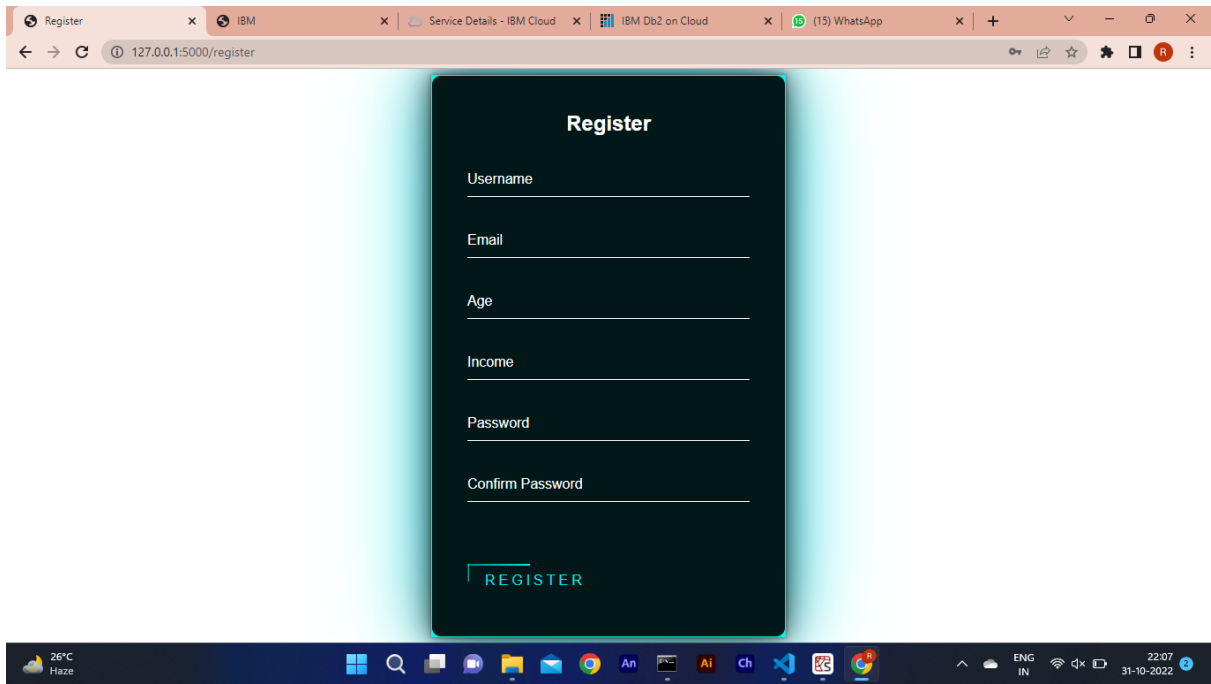 Register
IBM
Service Details - IBM Cloud
IBM Db2 on Cloud
(15) WhatsApp
127.0.0.1:5000/register
R
Register
Username
Email
Age
Income
Password
Confirm Password
REGISTER
26°C
Haze
An
Ai
Ch
R
ENG
IN
22:07
31-10-2022
2